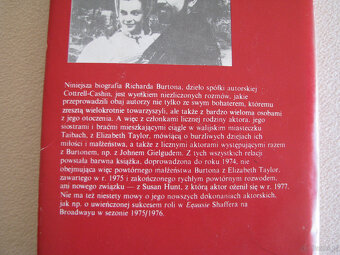 Niniejsza biografia Richarda Burtona, dzieło spółki autorskiej
Cottrell-Cashin, jest wynikiem niezliczonych rozmów, jakie
przeprowadzili obaj autorzy nie tylko ze swym bohaterem, któremu
zresztą wielokrotnie towarzyszyli, ale także z bardzo wieloma osobami
z jego otoczenia. A więc z członkami licznej rodziny aktora, jego
siostrami i braćmi mieszkającymi ciągle w walijskim miasteczku
Taibach, z Elizabeth Taylor, mówiącą o burzliwych dziejach ich
miłości i małżeństwa, a także z licznymi aktorami występującymi razem
z Burtonem, np. z Johnem Gielgudem. Z tych wszystkich relacji
powstała barwna książka, doprowadzona do roku 1974, nie
obejmująca więc powtórnego małżeństwa Burtona z Elizabeth Taylor,
zawartego w r. 1975 i zakończonego rychłym powtórnym rozwodem,
ani nowego związku — z Susan Hunt, z którą aktor ożenił się w r. 1977.
Nie ma też niestety mowy o jego nowszych dokonaniach aktorskich,
jak np. o uwieńczonej sukcesem roli w Equusie Shaffera na
Broadwayu w sezonie 1975/1976.